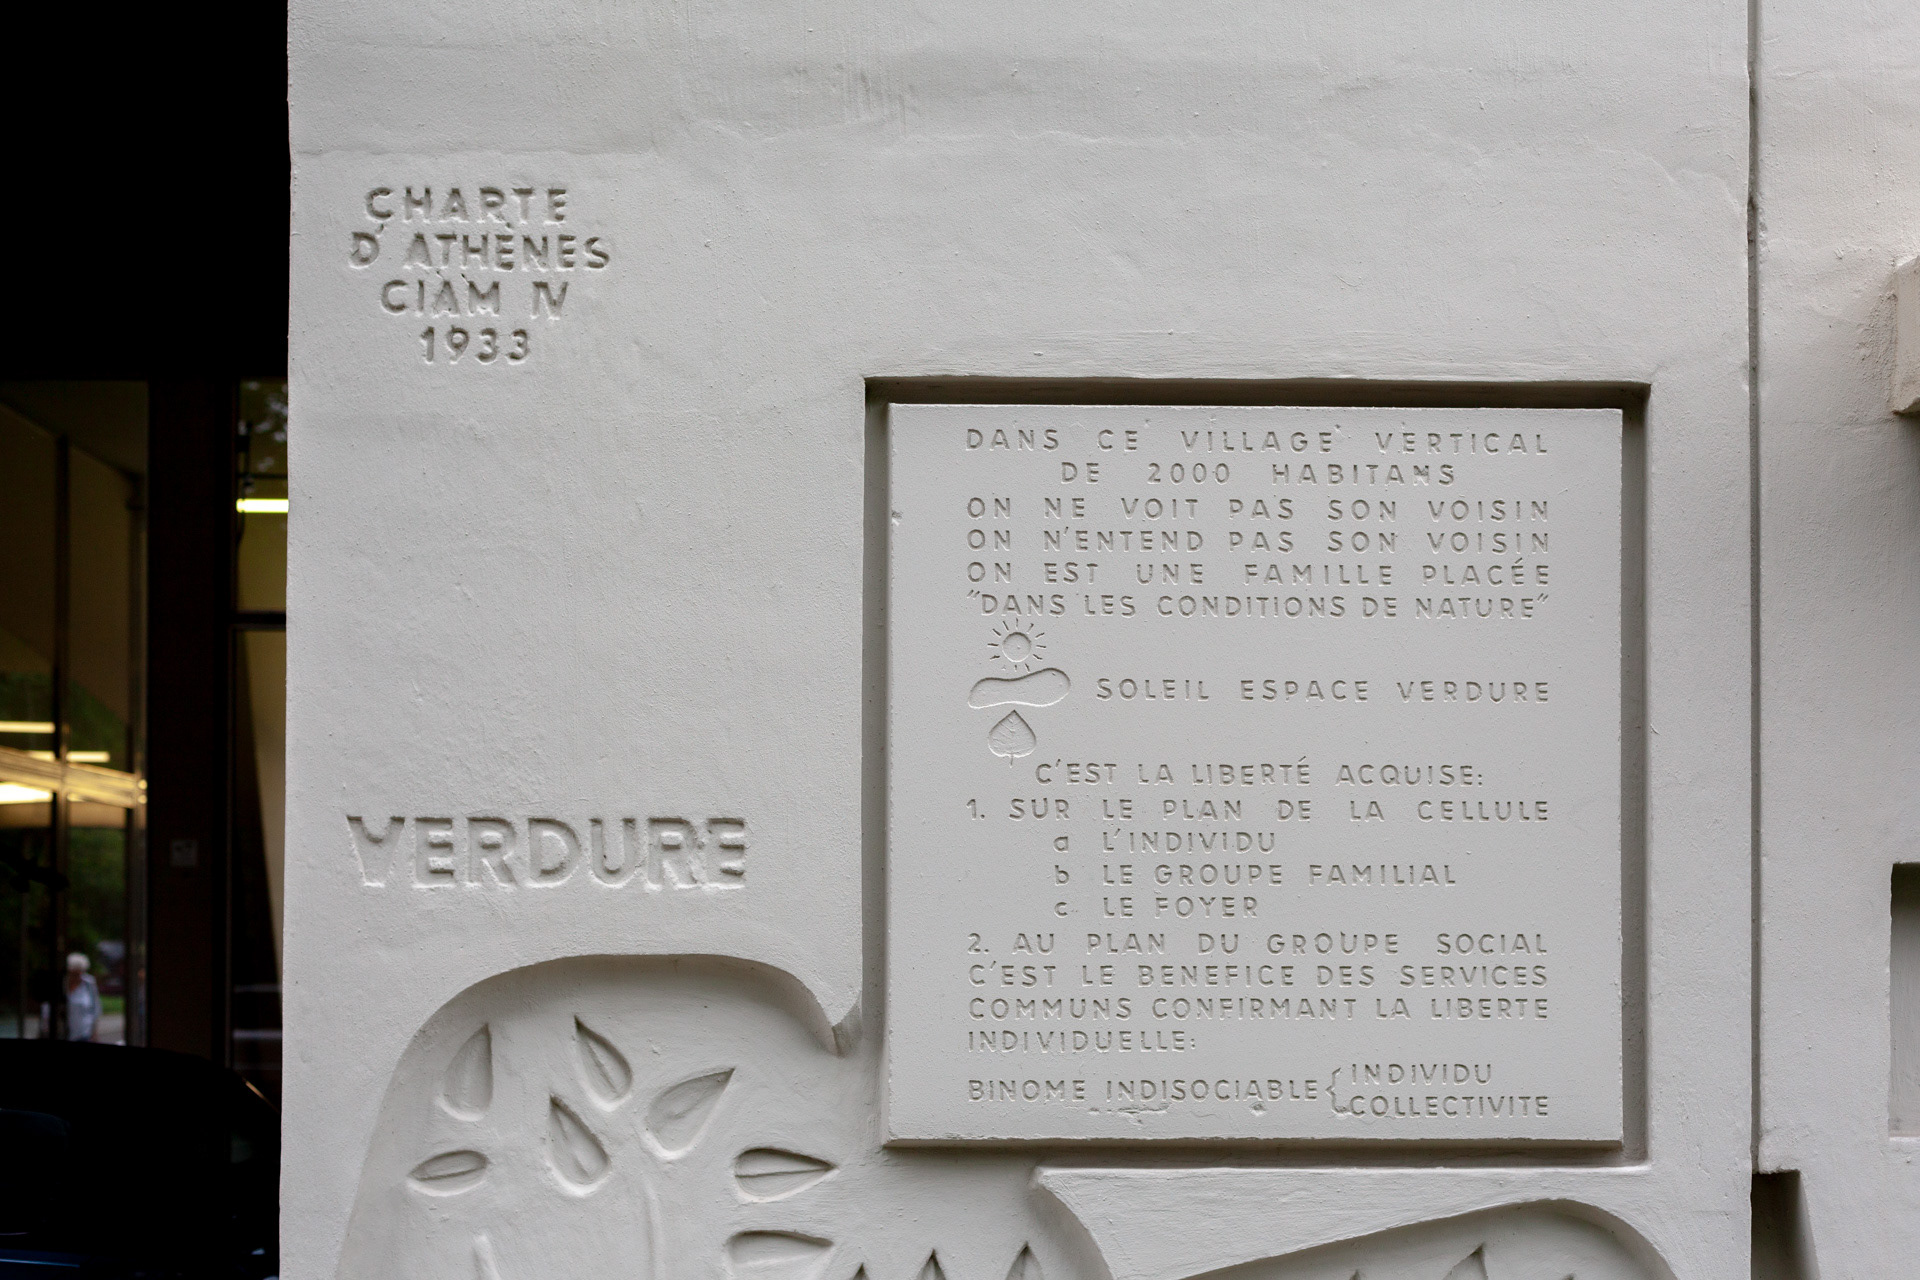 CHARTE
D'ATHÈNES
CIAM IV
1933
VERDURE
DANS CE VILLAGE VERTICAL
DE 2000 HABITANS
ON NE VOIT PAS SON VOISIN
ON N'ENTEND PAS SON VOISIN
ON EST UNE FAMILLE PLACÉE
"DANS LES CONDITIONS DE NATURE"
SOLEIL ESPACE VERDURE
C'EST LA LIBERTÉ ACQUISE:
1. SUR LE PLAN DE LA CELLULE
a L'INDIVIDU
b LE GROUPE FAMILIAL
c LE FOYER
2. AU PLAN DU GROUPE SOCIAL
C'EST LE BENEFICE DES SERVICES
COMMUNS CONFIRMANT LA LIBERTE
INDIVIDUELLE:
BINOME INDISOCIABLE { INDIVIDU
COLLECTIVITE